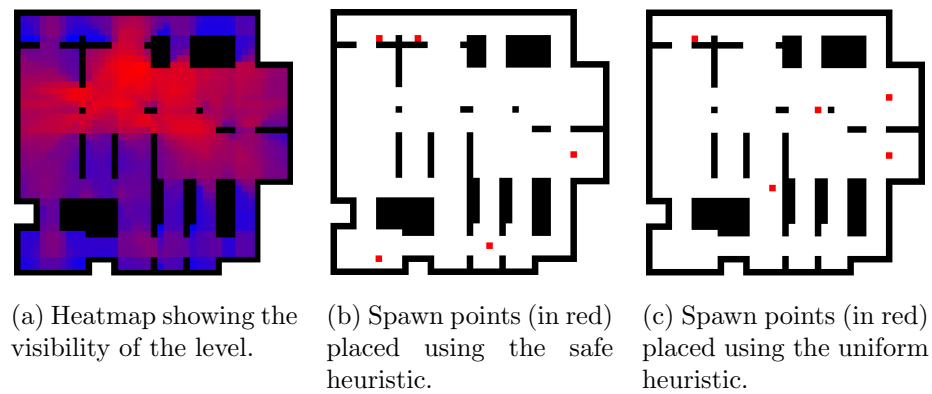 (a) Heatmap showing the
visibility of the level.
(b) Spawn points (in red)
placed using the safe
heuristic.
(c) Spawn points (in red)
placed using the uniform
heuristic.